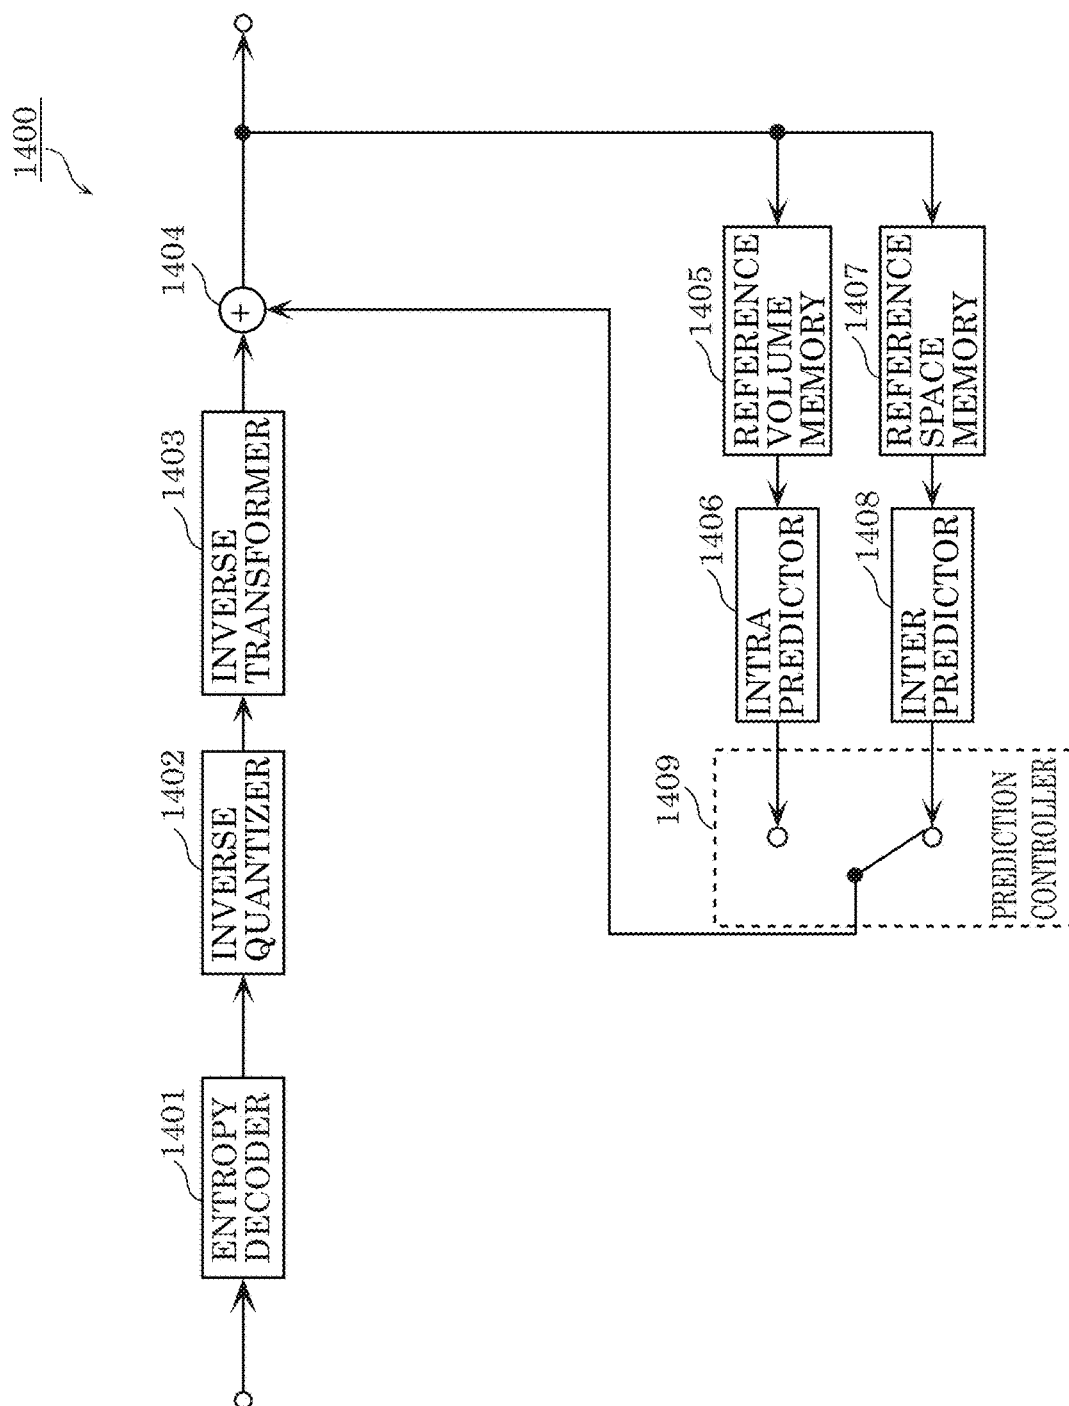 1400
1401
ENTROPY
DECODER
1402
INVERSE
QUANTIZER
1403
INVERSE
TRANSFORMER
1404
+
1409
PREDICTION
CONTROLLER
1406
INTRA
PREDICTOR
1405
REFERENCE
VOLUME
MEMORY
1408
INTER
PREDICTOR
1407
REFERENCE
SPACE
MEMORY